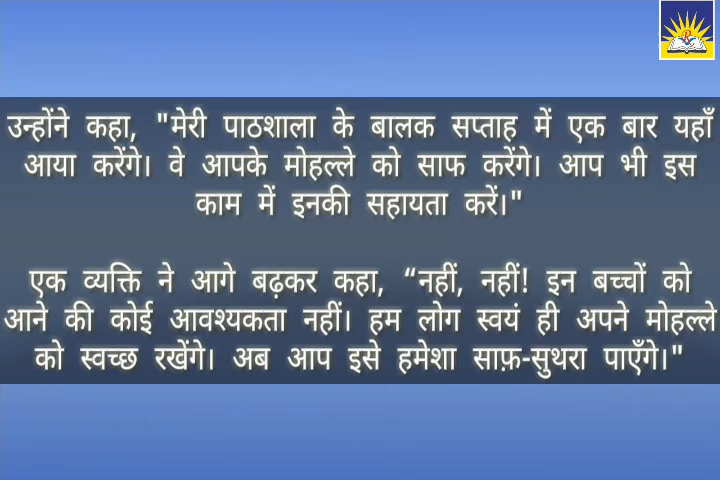 उन्होंने कहा, "मेरी पाठशाला के बालक सप्ताह में एक बार यहाँ
आया करेंगे। वे आपके मोहल्ले को साफ करेंगे। आप भी इस
काम में इनकी सहायता करें।"
एक व्यक्ति ने आगे बढ़कर कहा, “नहीं, नहीं! इन बच्चों को
आने की कोई आवश्यकता नहीं। हम लोग स्वयं ही अपने मोहल्ले
को स्वच्छ रखेंगे। अब आप इसे हमेशा साफ़-सुथरा पाएँगे।"